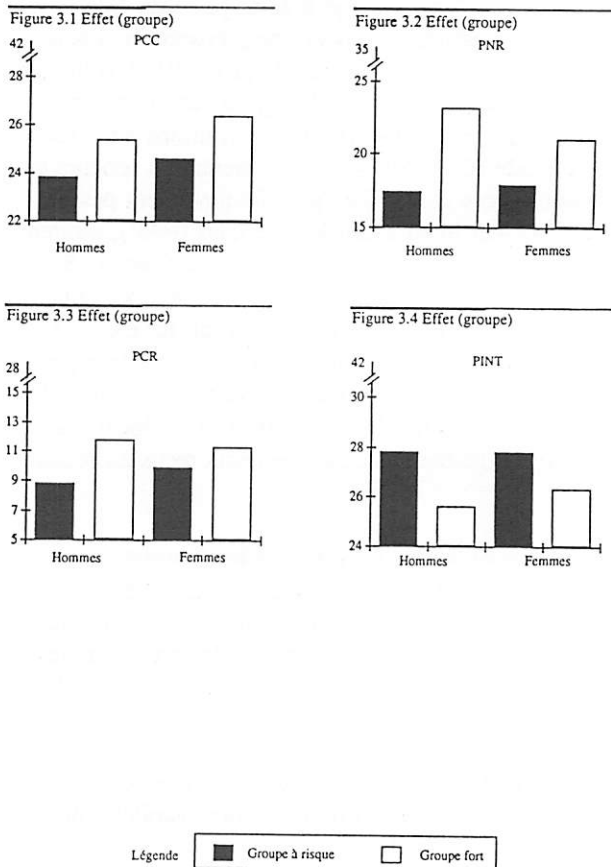 Figure 3.1 Effet (groupe)
PCC
42
28
26
24
22
Hommes Femmes
Figure 3.2 Effet (groupe)
PNR
35
25
20
15
Hommes Femmes
Figure 3.3 Effet (groupe)
PCR
28
15
13
11
9
7
5
Hommes Femmes
Figure 3.4 Effet (groupe)
PINT
42
30
28
26
24
Hommes Femmes
Légende Groupe à risque Groupe fort